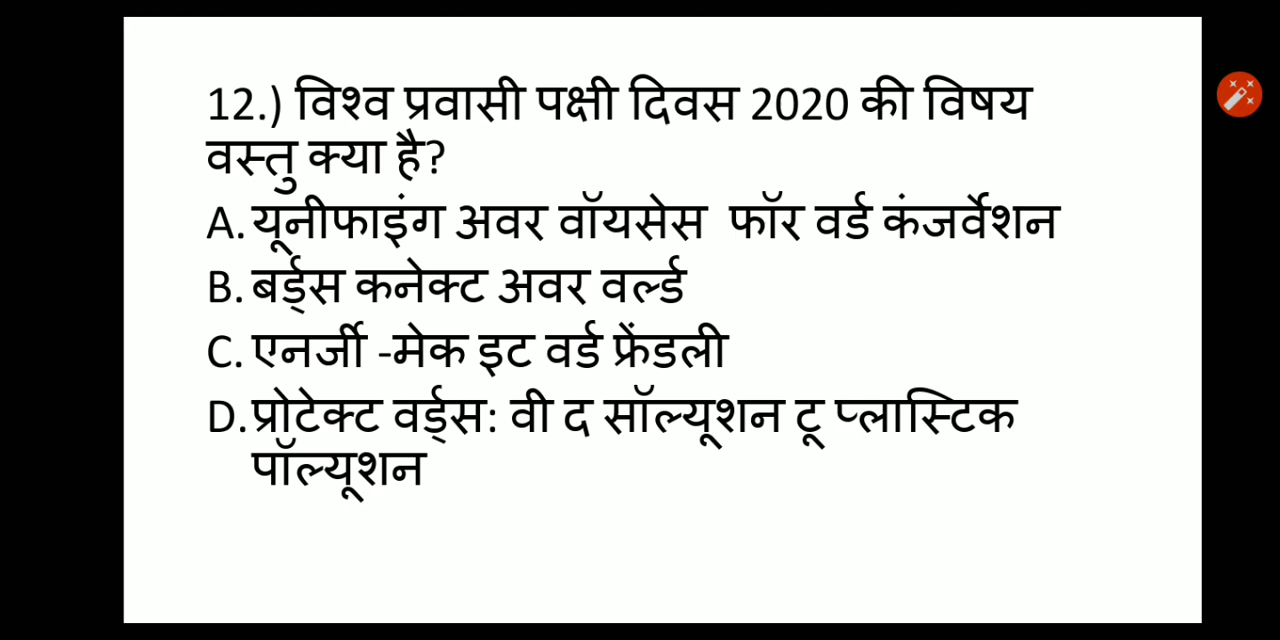 12.) विश्व प्रवासी पक्षी दिवस 2020 की विषय
वस्तु क्या है?
A. यूनीफाइंग अवर वॉयसेस फॉर वर्ड कंजर्वेशन
B. बर्ड्स कनेक्ट अवर वर्ल्ड
C. एनर्जी -मेक इट वर्ड फ्रेंडली
D. प्रोटेक्ट वर्ड्स: वी द सॉल्यूशन टू प्लास्टिक
पॉल्यूशन